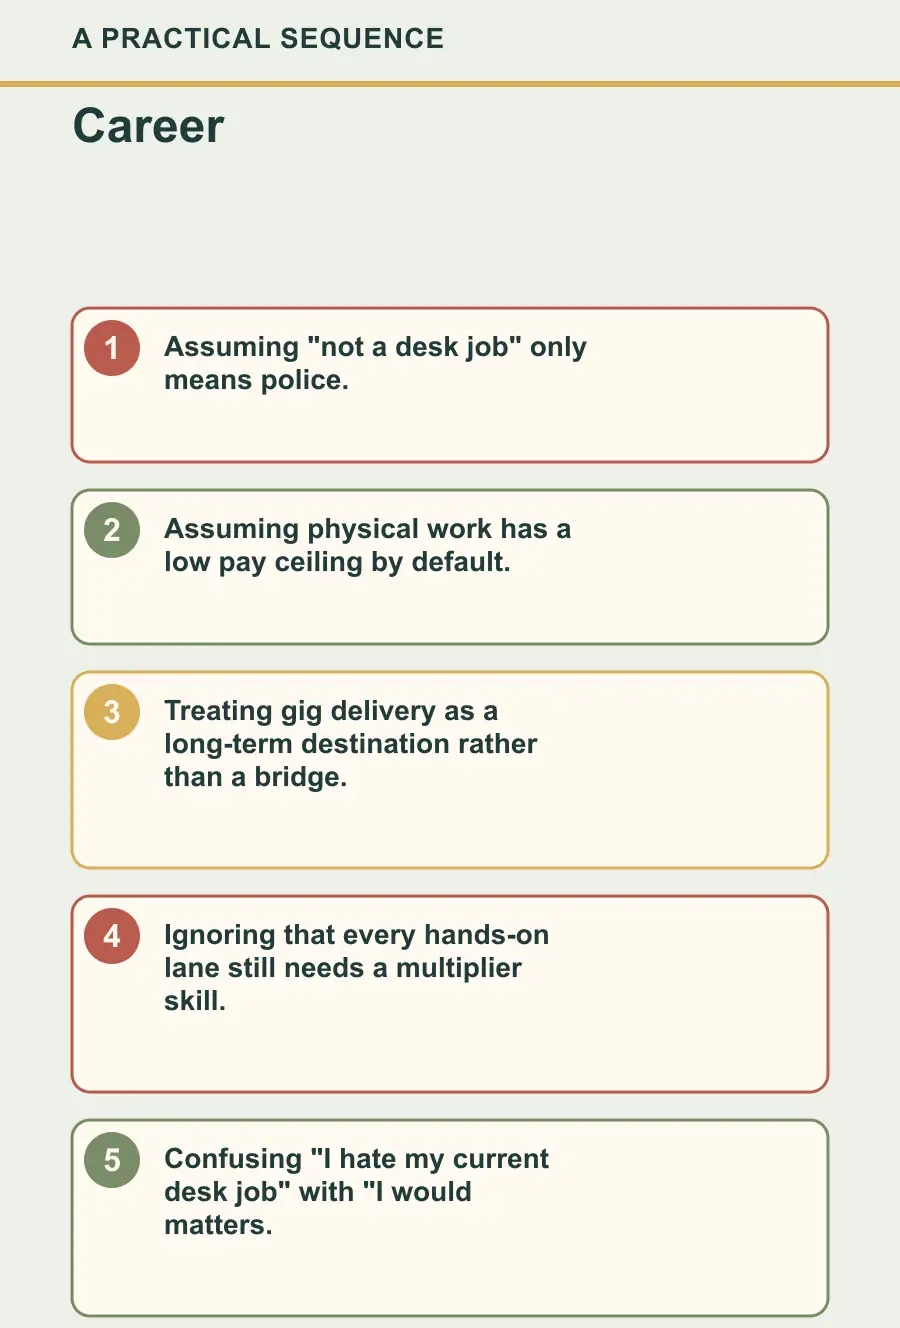 A PRACTICAL SEQUENCE
Career
1
Assuming "not a desk job" only
means police.
2
Assuming physical work has a
low pay ceiling by default.
3
Treating gig delivery as a
long-term destination rather
than a bridge.
4
Ignoring that every hands-on
lane still needs a multiplier
skill.
5
Confusing "I hate my current
desk job" with "I would
matters.